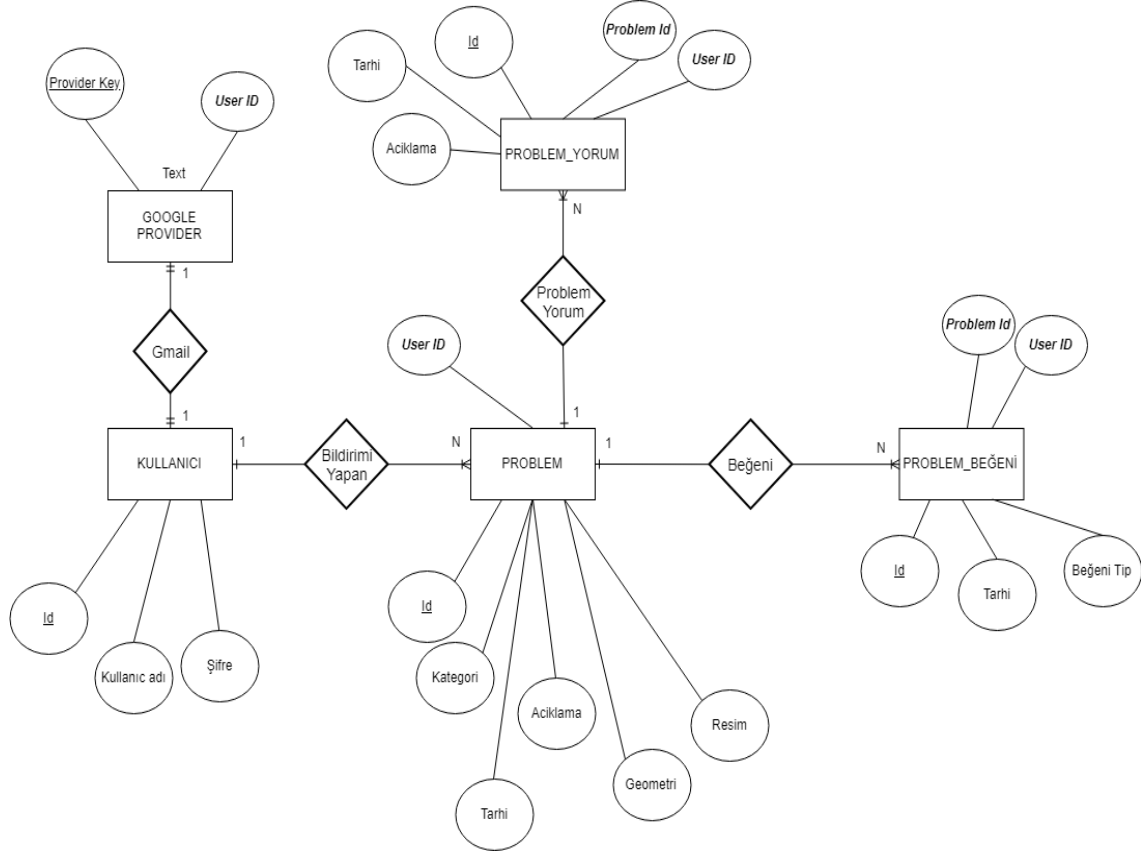 Id
Problem Id
User ID
Tarhi
Provider Key
User ID
Aciklama
PROBLEM_YORUM
Text
GOOGLE
PROVIDER
N
1
Problem
Yorum
Problem Id
User ID
User ID
Gmail
1
1
1
N
1
N
KULLANICI
Bildirimi
Yapan
PROBLEM
Beğeni
PROBLEM_BEĞENİ
Id
Beğeni Tip
Tarhi
Id
Id
Kullanıc adı
Şifre
Kategori
Aciklama
Resim
Geometri
Tarhi